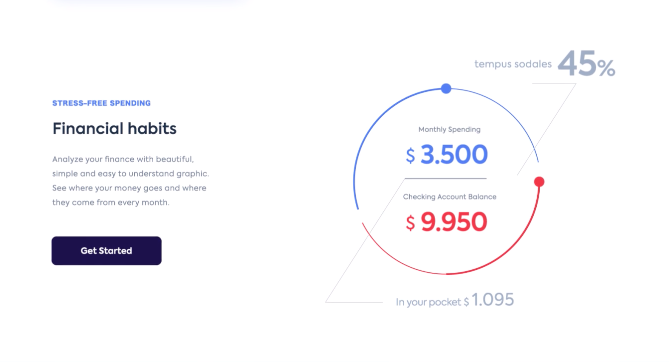 STRESS-FREE SPENDING
Financial habits
Analyze your finance with beautiful,
simple and easy to understand graphic.
See where your money goes and where
they come from every month.
Get Started
tempus sodales 45%
Monthly Spending
$ 3.500
Checking Account Balance
$ 9.950
In your pocket $ 1.095